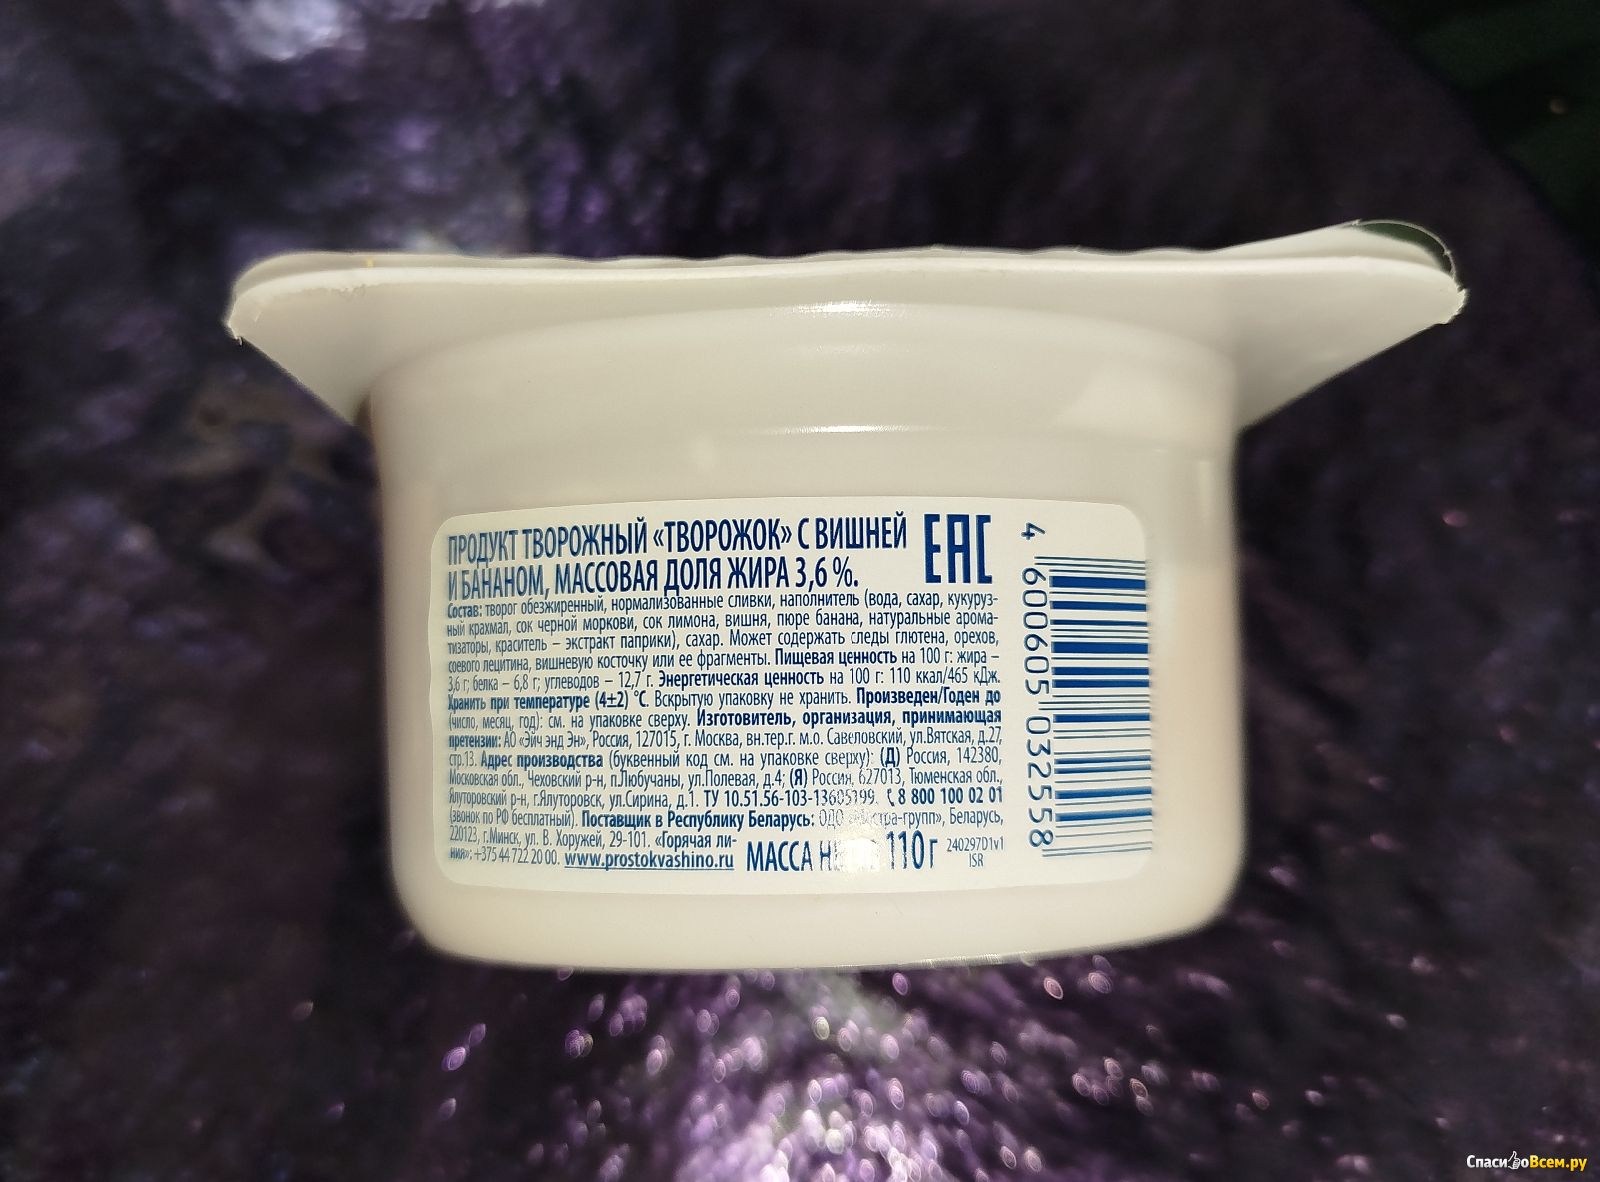 ПРОДУКТ ТВОРОЖНЫЙ «ТВОРОЖОК» С ВИШНЕЙ
И БАНАНОМ, МАССОВАЯ ДОЛЯ ЖИРА 3,6 %.
ЕАС
Состав: творог обезжиренный, нормализованные сливки, наполнитель (вода, сахар, кукуруз-
ный крахмал, сок черной моркови, сок лимона, вишня, пюре банана, натуральные арома-
тизаторы, краситель – экстракт паприки), сахар. Может содержать следы глютена, орехов,
соевого лецитина, вишневую косточку или ее фрагменты. Пищевая ценность на 100 г: жира –
3,6 г; белка – 6,8 г; углеводов – 12,7 г. Энергетическая ценность на 100 г: 110 ккал/465 кДж.
Хранить при температуре (4±2) °С. Вскрытую упаковку не хранить. Произведен/Годен до
(число, месяц, год): см. на упаковке сверху. Изготовитель, организация, принимающая
претензии: АО «Эйч энд Эн», Россия, 127015, г. Москва, вн.тер.г. м.о. Савеловский, ул.Вятская, д.27,
стр.13. Адрес производства (буквенный код см. на упаковке сверху): (Д) Россия, 142380,
Московская обл., Чеховский р-н, п.Любучаны, ул.Полевая, д.4; (Я) Россия, 627013, Тюменская обл.,
Ялуторовский р-н, г.Ялуторовск, ул.Сирина, д.1. ТУ 10.51.56-103-13605199. 8 800 100 02 01
(звонок по РФ бесплатный). Поставщик в Республику Беларусь: ОДО Беларусь,
220123, г.Минск, ул. В. Хоружей, 29-101. «Горячая ли-
ния»: +375 44 722 20 00. www.prostokvashino.ru
МАССА 110 г
240297D1v1
ISR
4 600605 032558
СпасибоВсем.ру